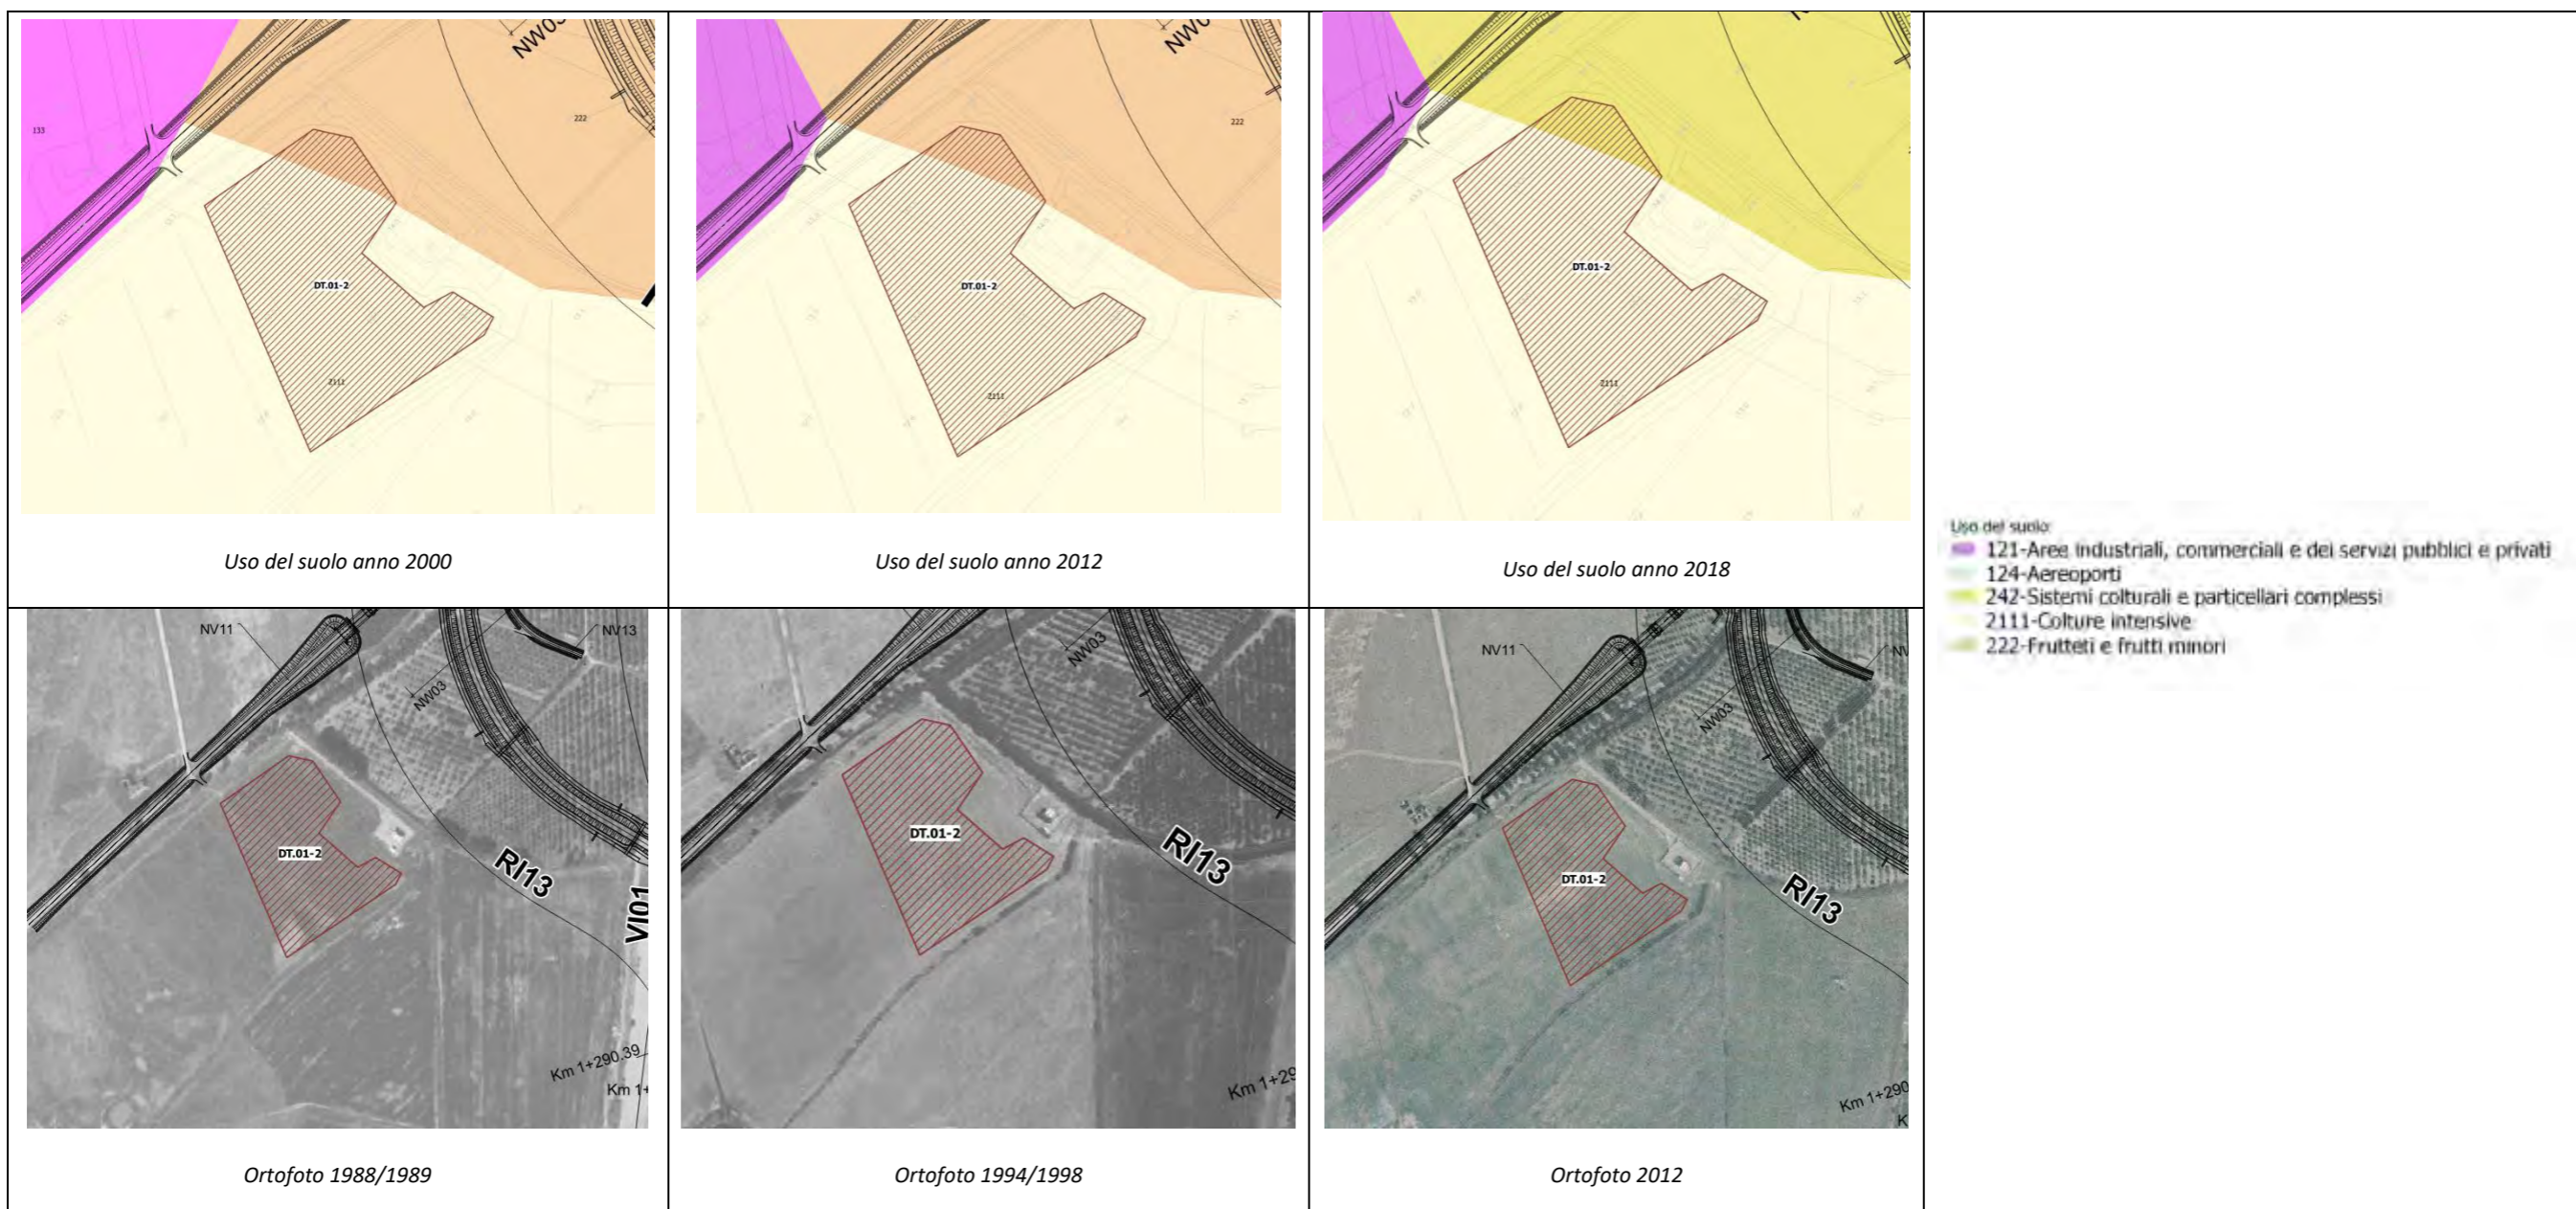 NW03
133
222
DT.01-2
2111
Uso del suolo anno 2000
NW0
222
DT.01-2
2111
Uso del suolo anno 2012
DT.01-2
2111
Uso del suolo anno 2018
Uso del suolo
121-Aree industriali, commerciali e dei servizi pubblici e privati
124-Aereoporti
242-Sistemi colturali e particellari complessi
2111-Colture intensive
222-Frutteti e frutti minori
NV11
NV13
NW03
DT.01-2
RI13
VI01
Km 1+290.39
Km 1+
Ortofoto 1988/1989
NW03
DT.01-2
RI13
Km 1+29
Ortofoto 1994/1998
NV11
NV
NW03
DT.01-2
RI13
Km 1+290
K
Ortofoto 2012